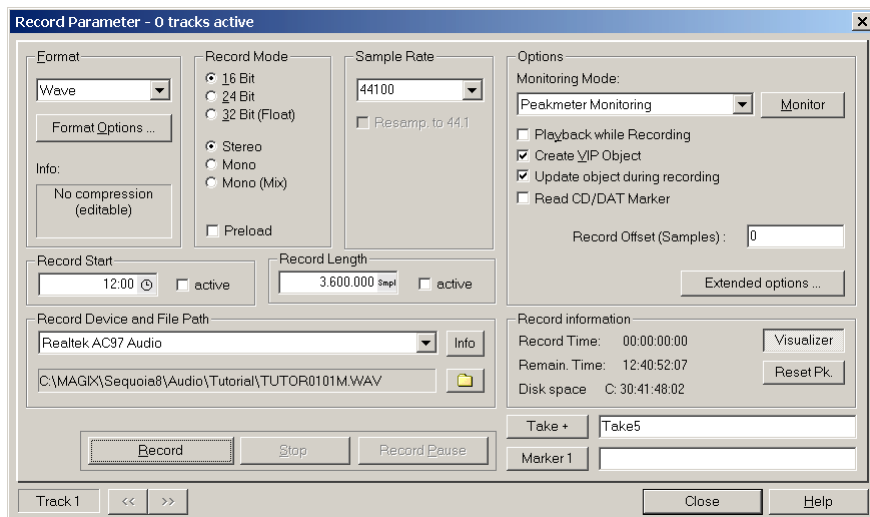 Record Parameter - 0 tracks active
Format
Wave
Format Options ...
Info:
No compression
(editable)
Record Mode
16 Bit
24 Bit
32 Bit (Float)
Stereo
Mono
Mono (Mix)
Preload
Sample Rate
44100
Resamp. to 44.1
Options
Monitoring Mode:
Peakmeter Monitoring
Monitor
Playback while Recording
Create VIP Object
Update object during recording
Read CD/DAT Marker
Record Offset (Samples) :
0
Extended options ...
Record Start
12:00
active
Record Length
3.600.000 Smpl
active
Record Device and File Path
Realtek AC97 Audio
Info
C:\MAGIX\Sequoia8\Audio\Tutorial\TUTOR0101M.WAV
Record information
Record Time: 00:00:00:00
Remain. Time: 12:40:52:07
Disk space C: 30:41:48:02
Visualizer
Reset Pk.
Record
Stop
Record Pause
Take +
Take5
Marker 1
Track 1
<<
>>
Close
Help